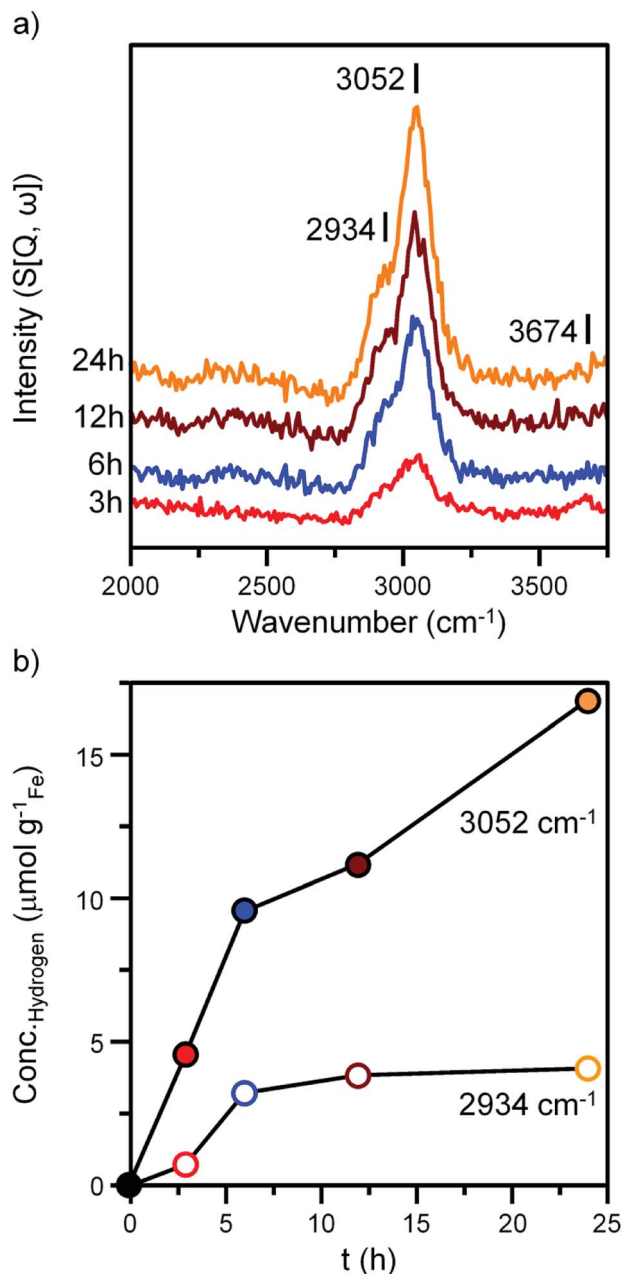 a)
3052
2934
3674
24h
12h
6h
3h
Intensity (S[Q, ω])
2000 2500 3000 3500
Wavenumber (cm⁻¹)
b)
15
10
5
0
Conc.Hydrogen (μmol g⁻¹Fe)
3052 cm⁻¹
2934 cm⁻¹
0 5 10 15 20 25
t (h)